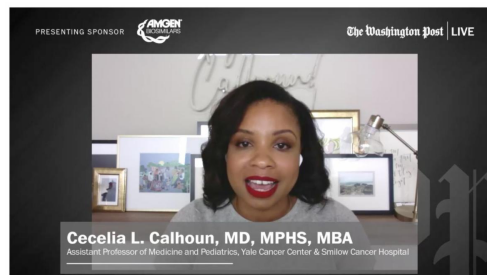 PRESENTING SPONSOR
AMGEN
BIOSIMILARS
The Washington Post | LIVE
Calhoun
Cecelia L. Calhoun, MD, MPHS, MBA
Assistant Professor of Medicine and Pediatrics, Yale Cancer Center & Smilow Cancer Hospital